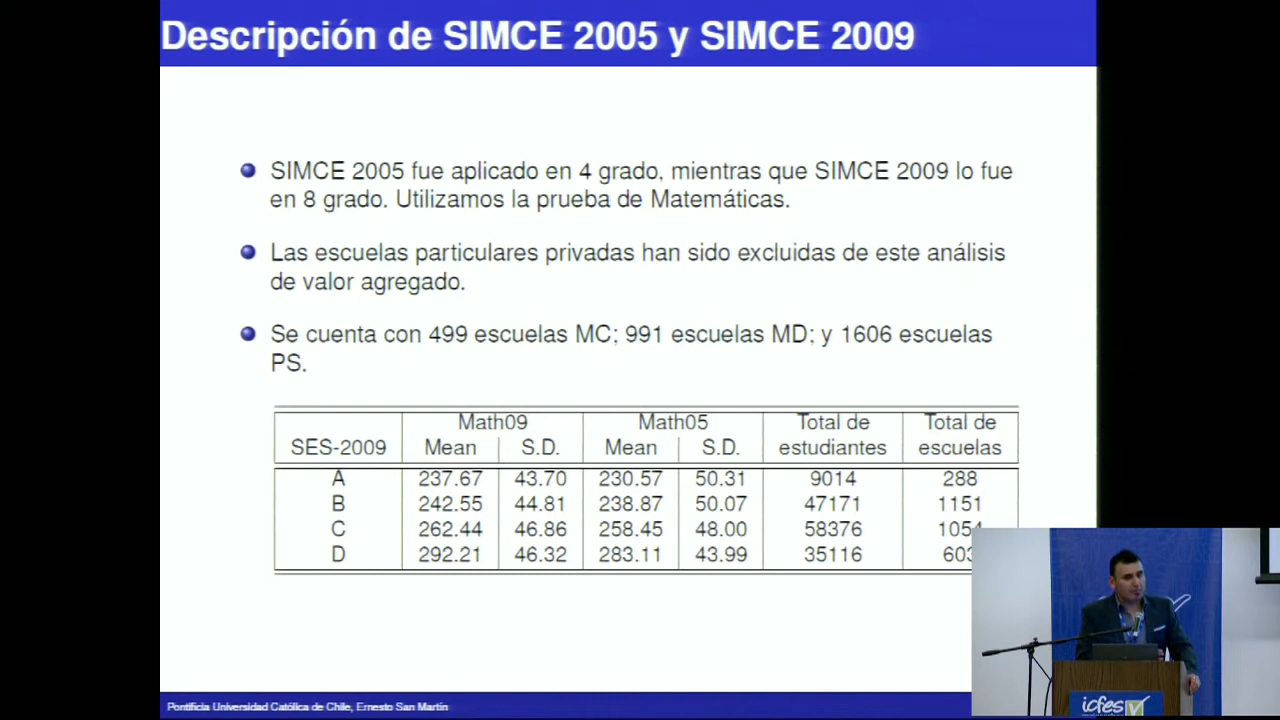 Descripción de SIMCE 2005 y SIMCE 2009
SIMCE 2005 fue aplicado en 4 grado, mientras que SIMCE 2009 lo fue
en 8 grado. Utilizamos la prueba de Matemáticas.
Las escuelas particulares privadas han sido excluidas de este análisis
de valor agregado.
Se cuenta con 499 escuelas MC; 991 escuelas MD; y 1606 escuelas
PS.
Math09 Math05 Total de Total de
SES-2009 Mean S.D. Mean S.D. estudiantes escuelas
A 237.67 43.70 230.57 50.31 9014 288
B 242.55 44.81 238.87 50.07 47171 1151
C 262.44 46.86 258.45 48.00 58376 1054
D 292.21 46.32 283.11 43.99 35116 603
Pontificia Universidad Católica de Chile, Ernesto San Martín
icfes